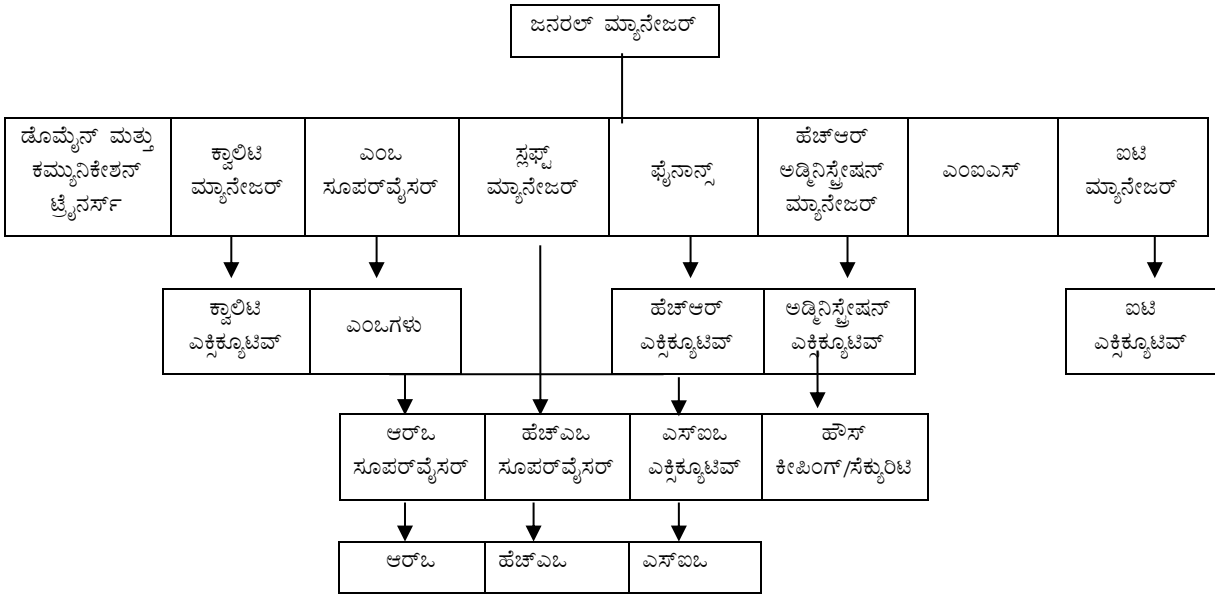 ಜನರಲ್ ಮ್ಯಾನೇಜರ್
ಡೊಮೈನ್ ಮತ್ತು
ಕಮ್ಯುನಿಕೇಶನ್
ಟ್ರೈನರ್ಸ್
ಕ್ವಾಲಿಟಿ
ಮ್ಯಾನೇಜರ್
ಎಂಒ
ಸೂಪರ್‌ವೈಸರ್
ಸ್ಲಫ್ಟ್
ಮ್ಯಾನೇಜರ್
ಫೈನಾನ್ಸ್
ಹೆಚ್‌ಆರ್
ಅಡ್ಮಿನಿಸ್ಟ್ರೇಷನ್
ಮ್ಯಾನೇಜರ್
ಎಂಐಎಸ್
ಐಟಿ
ಮ್ಯಾನೇಜರ್
ಕ್ವಾಲಿಟಿ
ಎಕ್ಸಿಕ್ಯೂಟಿವ್
ಎಂಒಗಳು
ಹೆಚ್‌ಆರ್
ಎಕ್ಸಿಕ್ಯೂಟಿವ್
ಅಡ್ಮಿನಿಸ್ಟ್ರೇಷನ್
ಎಕ್ಸಿಕ್ಯೂಟಿವ್
ಐಟಿ
ಎಕ್ಸಿಕ್ಯೂಟಿವ್
ಆರ್‌ಒ
ಸೂಪರ್‌ವೈಸರ್
ಹೆಚ್‌ಎಒ
ಸೂಪರ್‌ವೈಸರ್
ಎಸ್‌ಐಒ
ಎಕ್ಸಿಕ್ಯೂಟಿವ್
ಹೌಸ್
ಕೀಪಿಂಗ್/ಸೆಕ್ಯುರಿಟಿ
ಆರ್‌ಒ
ಹೆಚ್‌ಎಒ
ಎಸ್‌ಐಒ